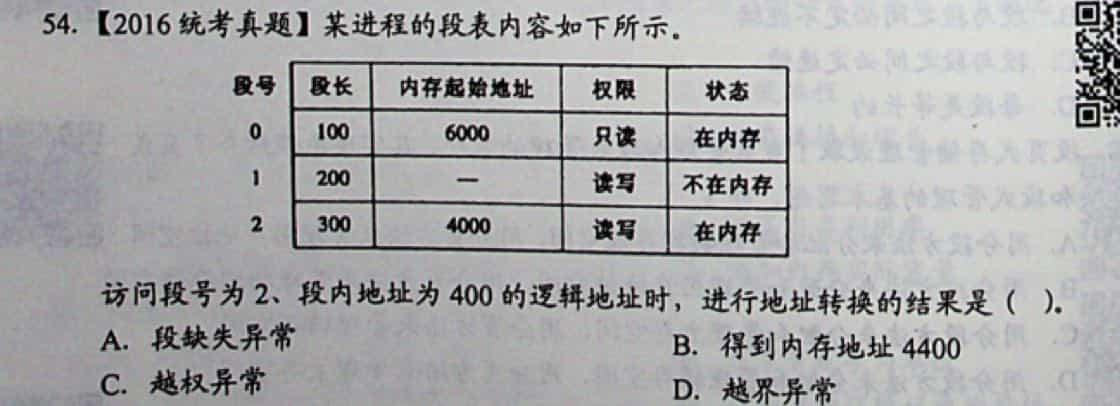 54.【2016 统考真题】某进程的段表内容如下所示。
段号 段长 内存起始地址 权限 状态
0 100 6000 只读 在内存
1 200 — 读写 不在内存
2 300 4000 读写 在内存
访问段号为 2、段内地址为 400 的逻辑地址时，进行地址转换的结果是（ ）。
A. 段缺失异常 B. 得到内存地址 4400
C. 越权异常 D. 越界异常